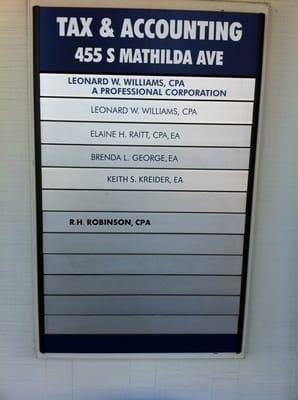 TAX & ACCOUNTING
455 S MATHILDA AVE
LEONARD W. WILLIAMS, CPA
A PROFESSIONAL CORPORATION
LEONARD W. WILLIAMS, CPA
ELAINE H. RAITT, CPA, EA
BRENDA L. GEORGE, EA
KEITH S. KREIDER, EA
R.H. ROBINSON, CPA